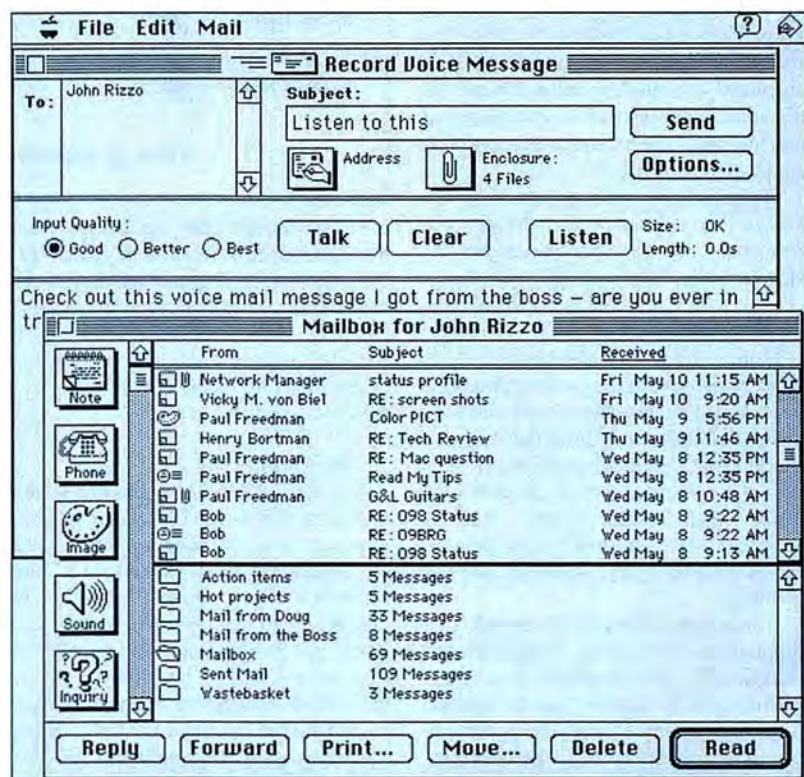 File Edit Mail
Record Voice Message
To: John Rizzo
Subject:
Listen to this
Send
Address
Enclosure:
4 Files
Options...
Input Quality:
Good Better Best
Talk
Clear
Listen
Size: 0K
Length: 0.0s
Check out this voice mail message I got from the boss – are you ever in
tr
Mailbox for John Rizzo
From Subject Received
Network Manager status profile Fri May 10 11:15 AM
Vicky M. von Biel RE: screen shots Fri May 10 9:20 AM
Paul Freedman Color PICT Thu May 9 5:56 PM
Henry Bortman RE: Tech Review Thu May 9 11:46 AM
Paul Freedman RE: Mac question Wed May 8 12:35 PM
Paul Freedman Read My Tips Wed May 8 12:35 PM
Paul Freedman G&L Guitars Wed May 8 10:48 AM
Bob RE: 098 Status Wed May 8 9:22 AM
Bob RE: 09BRG Wed May 8 9:22 AM
Bob RE: 098 Status Wed May 8 9:13 AM
Note
Phone
Image
Sound
Inquiry
Action items 5 Messages
Hot projects 5 Messages
Mail from Doug 33 Messages
Mail from the Boss 8 Messages
Mailbox 69 Messages
Sent Mail 109 Messages
Wastebasket 3 Messages
Reply
Forward
Print...
Move...
Delete
Read